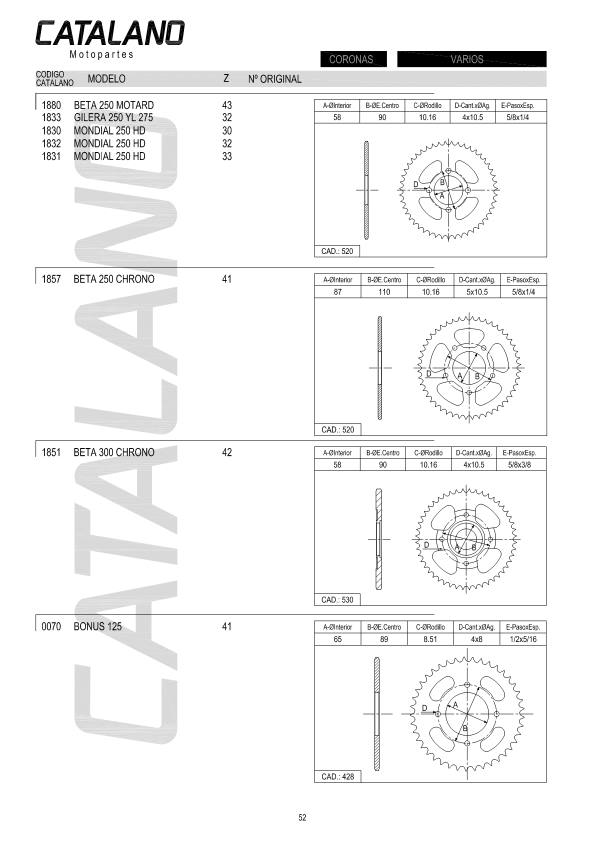 CATALANO
Motopartes
CORONAS VARIOS
CODIGO CATALANO MODELO Z Nº ORIGINAL
1880 BETA 250 MOTARD 43
1833 GILERA 250 YL 275 32
1830 MONDIAL 250 HD 30
1832 MONDIAL 250 HD 32
1831 MONDIAL 250 HD 33
A-ØInterior B-ØE.Centro C-ØRodillo D-Cant.xØAg. E-PasoxEsp.
58 90 10.16 4x10.5 5/8x1/4
D B A
CAD.: 520
1857 BETA 250 CHRONO 41
A-ØInterior B-ØE.Centro C-ØRodillo D-Cant.xØAg. E-PasoxEsp.
87 110 10.16 5x10.5 5/8x1/4
D A B
CAD.: 520
1851 BETA 300 CHRONO 42
A-ØInterior B-ØE.Centro C-ØRodillo D-Cant.xØAg. E-PasoxEsp.
58 90 10.16 4x10.5 5/8x3/8
D A B
CAD.: 530
0070 BONUS 125 41
A-ØInterior B-ØE.Centro C-ØRodillo D-Cant.xØAg. E-PasoxEsp.
65 89 8.51 4x8 1/2x5/16
D A
B
CAD.: 428
CATALANO
52